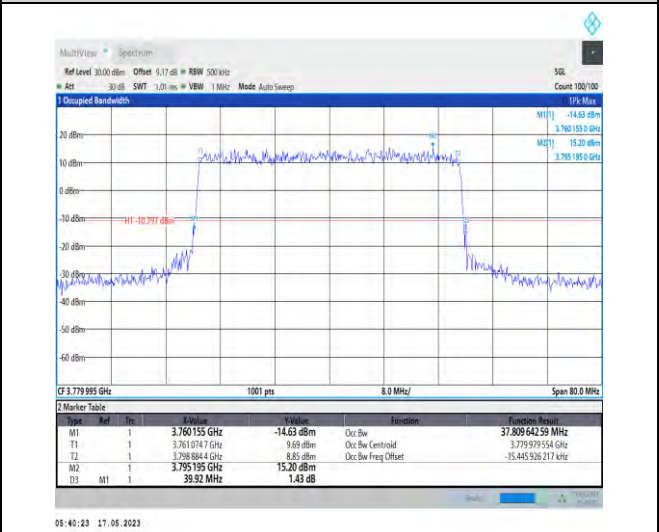 MultiView Spectrum
Ref Level 30.00 dBm Offset 9.17 dB RBW 500 kHz SGL
Att 30 dB SWT 1.01 ms VBW 1 MHz Mode Auto Sweep Count 100/100
1 Occupied Bandwidth 1Pk Max
M1[1] -14.63 dBm
3.760 155 0 GHz
20 dBm M2[1] 15.20 dBm
3.795 195 0 GHz
M2
T1 T2
10 dBm
0 dBm
-10 dBm H1 -10.797 dBm M1 D3
-20 dBm
-30 dBm
-40 dBm
-50 dBm
-60 dBm
CF 3.779 995 GHz 1001 pts 8.0 MHz/ Span 80.0 MHz
2 Marker Table
Type Ref Trc X-Value Y-Value Function Function Result
M1 1 3.760155 GHz -14.63 dBm Occ Bw 37.809 642 59 MHz
T1 1 3.761 074 7 GHz 9.69 dBm Occ Bw Centroid 3.779 979 554 GHz
T2 1 3.798 884 4 GHz 8.85 dBm Occ Bw Freq Offset -15.445 926 217 kHz
M2 1 3.795195 GHz 15.20 dBm
D3 M1 1 39.92 MHz 1.43 dB
05:40:23 17.05.2023